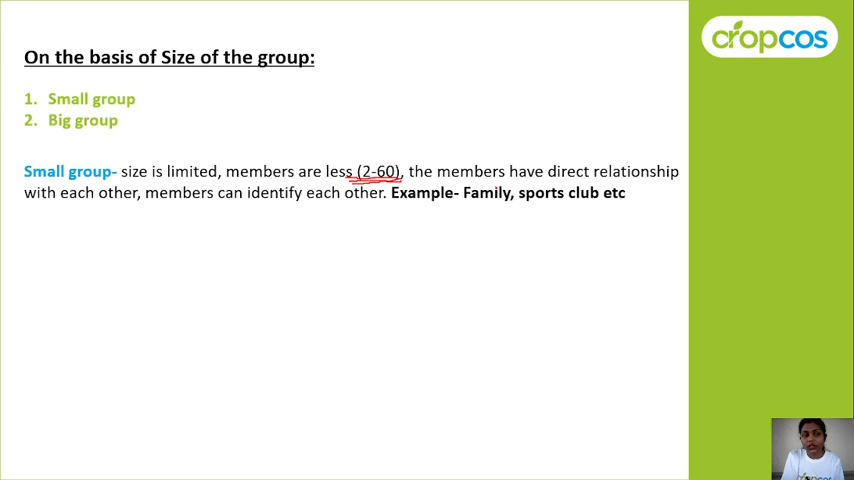 cropcos
On the basis of Size of the group:
1. Small group
2. Big group
Small group- size is limited, members are less (2-60), the members have direct relationship
with each other, members can identify each other. Example- Family, sports club etc
cropcos